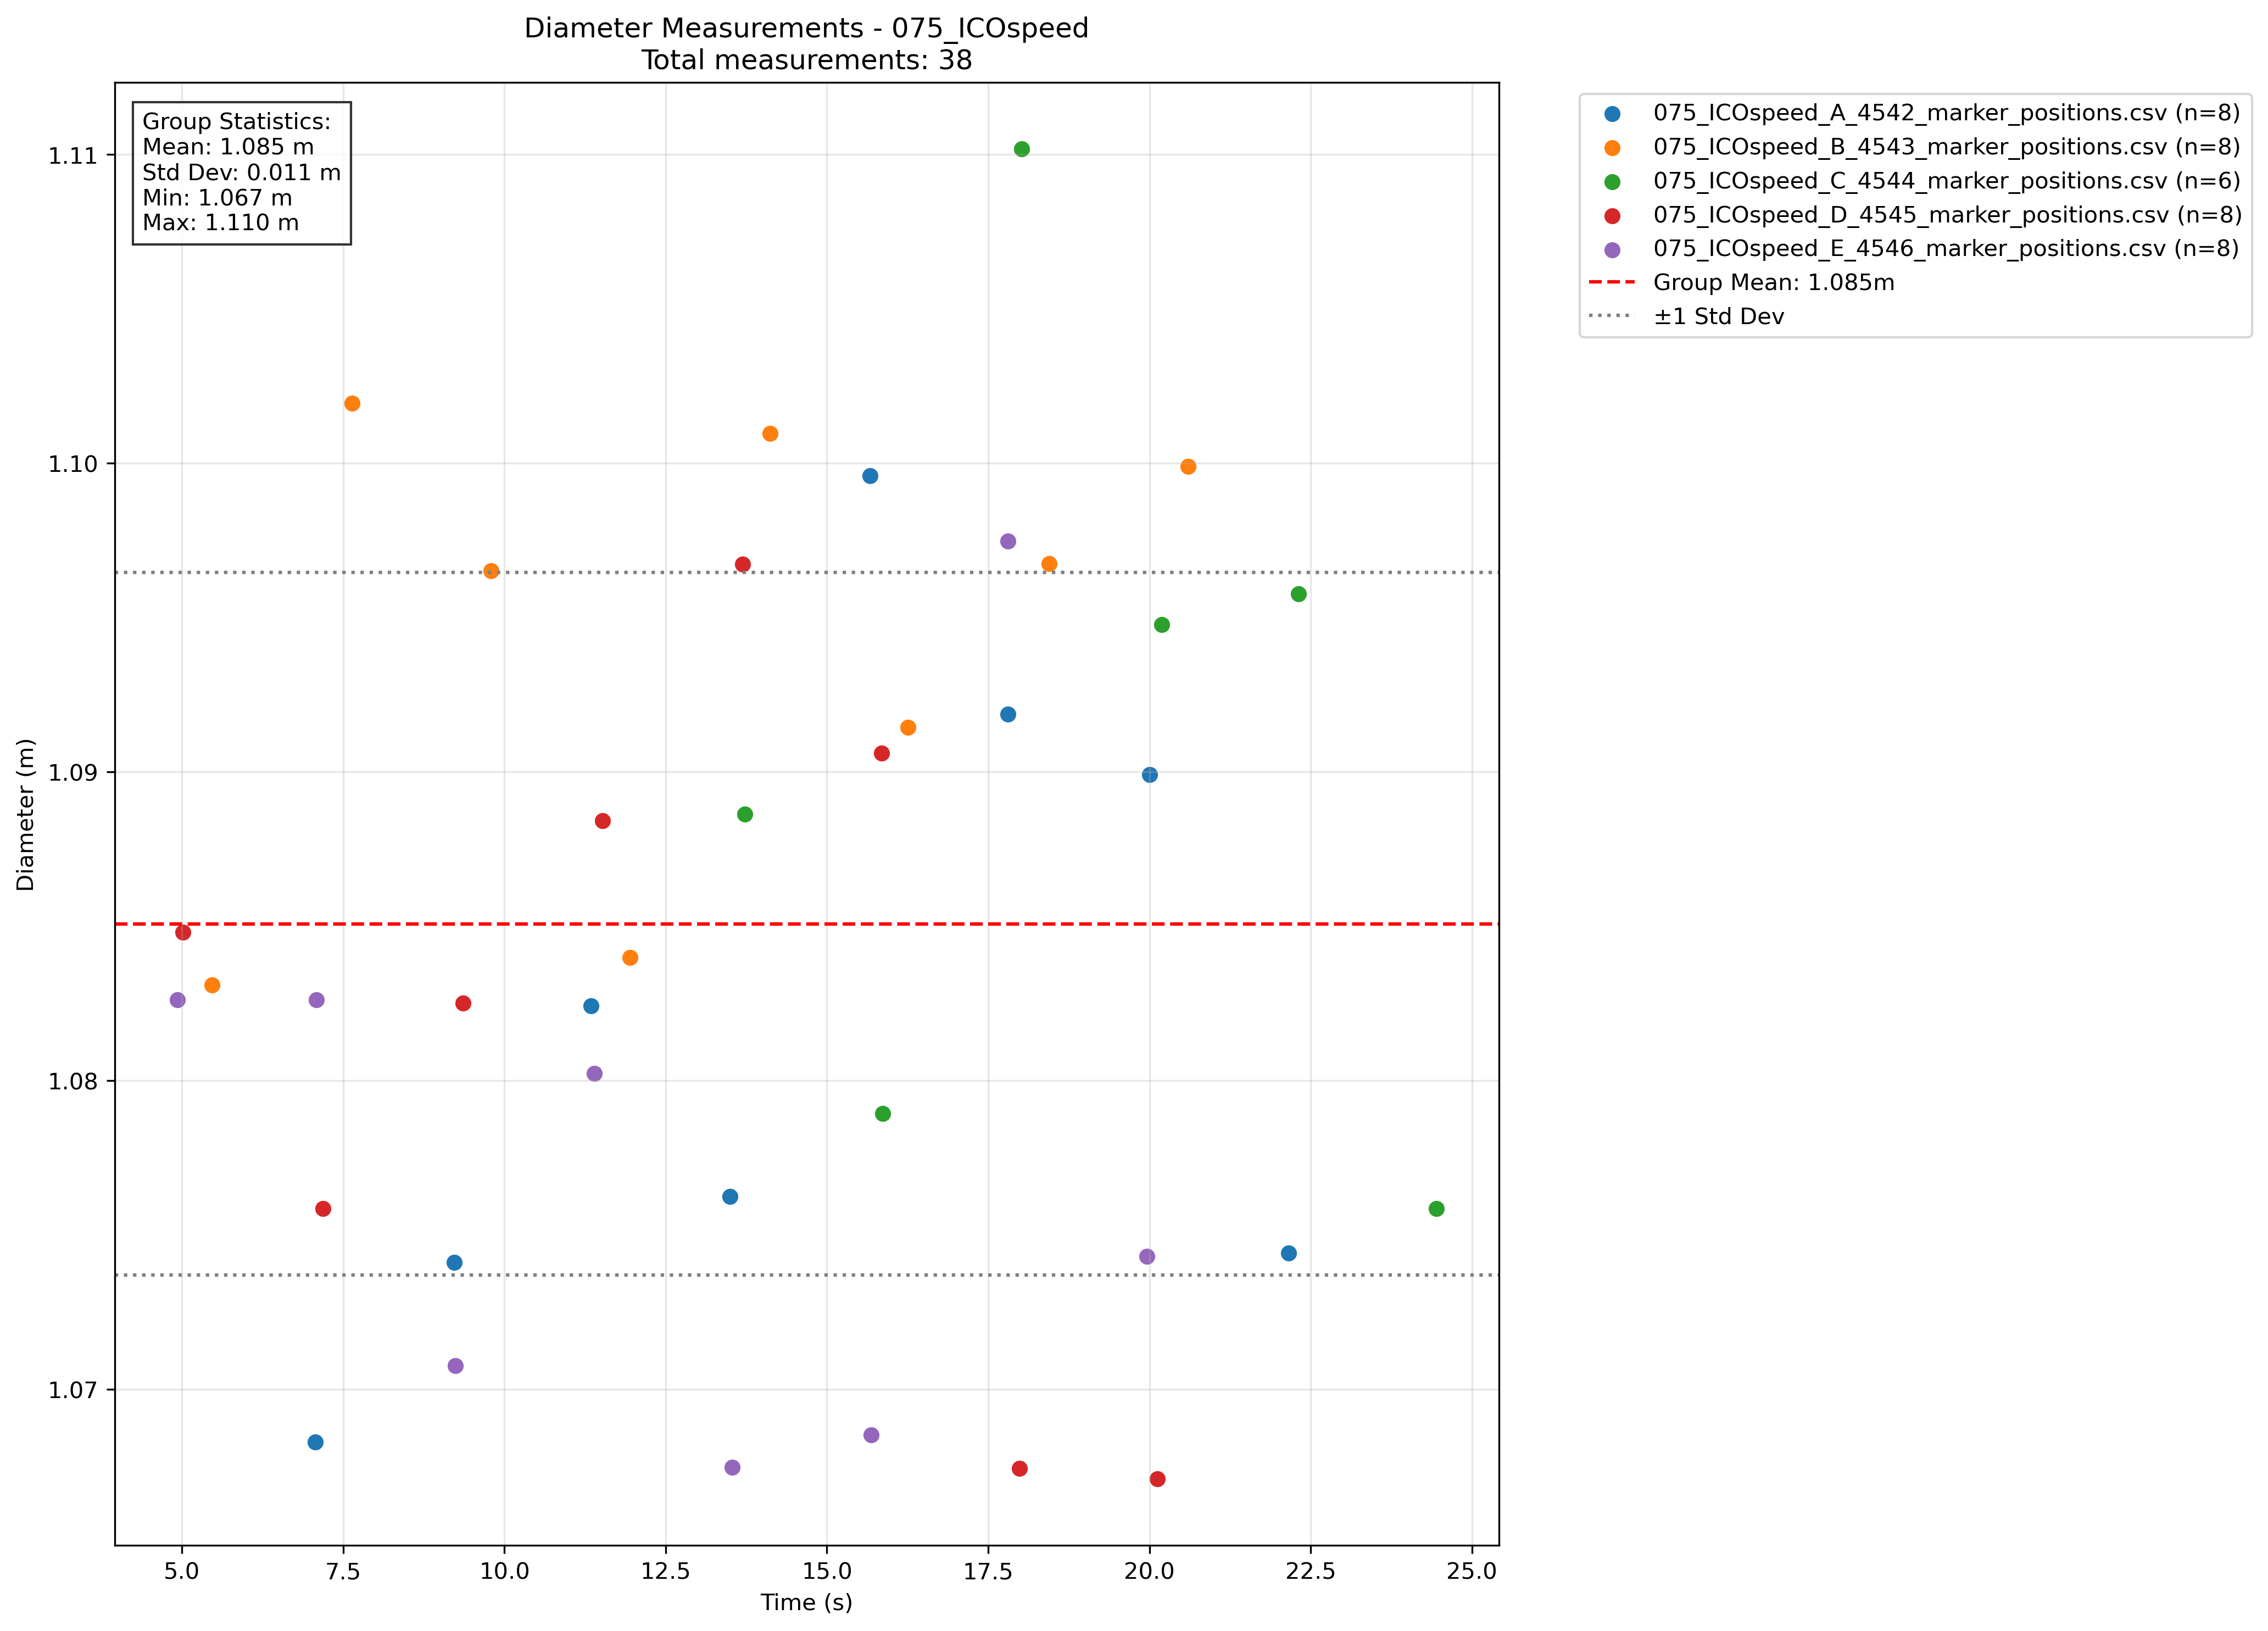 Diameter Measurements - 075_ICOspeed
Total measurements: 38
Group Statistics:
Mean: 1.085 m
Std Dev: 0.011 m
Min: 1.067 m
Max: 1.110 m
075_ICOspeed_A_4542_marker_positions.csv (n=8)
075_ICOspeed_B_4543_marker_positions.csv (n=8)
075_ICOspeed_C_4544_marker_positions.csv (n=6)
075_ICOspeed_D_4545_marker_positions.csv (n=8)
075_ICOspeed_E_4546_marker_positions.csv (n=8)
Group Mean: 1.085m
±1 Std Dev
Diameter (m)
1.11
1.10
1.09
1.08
1.07
5.0 7.5 10.0 12.5 15.0 17.5 20.0 22.5 25.0
Time (s)